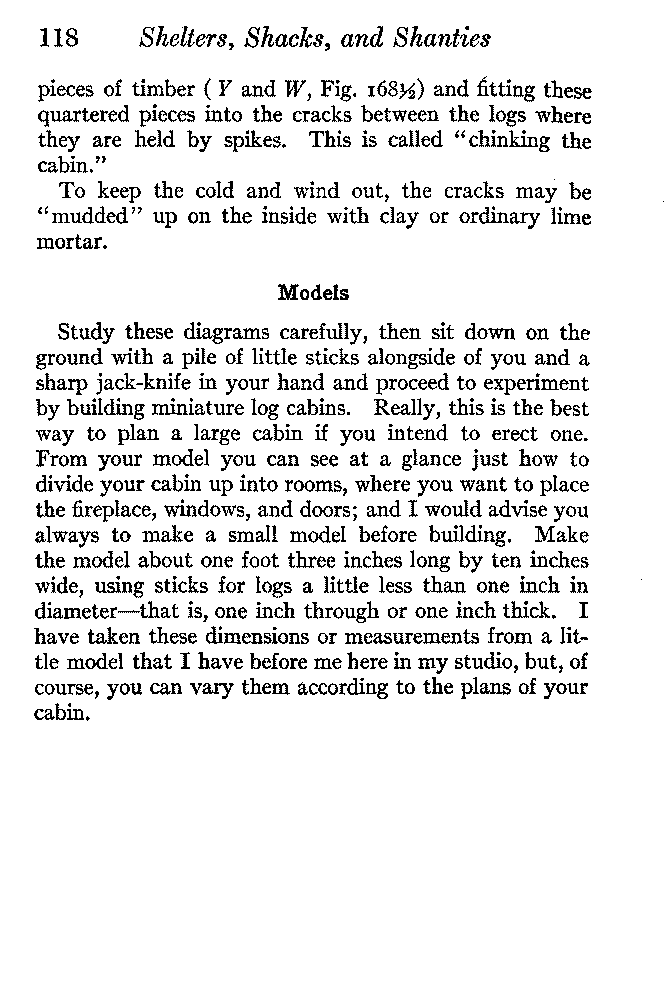 118 Shelters, Shacks, and Shanties
pieces of timber ( Y and W, Fig. 168½) and fitting these
quartered pieces into the cracks between the logs where
they are held by spikes. This is called "chinking the
cabin."
To keep the cold and wind out, the cracks may be
"mudded" up on the inside with clay or ordinary lime
mortar.
Models
Study these diagrams carefully, then sit down on the
ground with a pile of little sticks alongside of you and a
sharp jack-knife in your hand and proceed to experiment
by building miniature log cabins. Really, this is the best
way to plan a large cabin if you intend to erect one.
From your model you can see at a glance just how to
divide your cabin up into rooms, where you want to place
the fireplace, windows, and doors; and I would advise you
always to make a small model before building. Make
the model about one foot three inches long by ten inches
wide, using sticks for logs a little less than one inch in
diameter—that is, one inch through or one inch thick. I
have taken these dimensions or measurements from a lit-
tle model that I have before me here in my studio, but, of
course, you can vary them according to the plans of your
cabin.